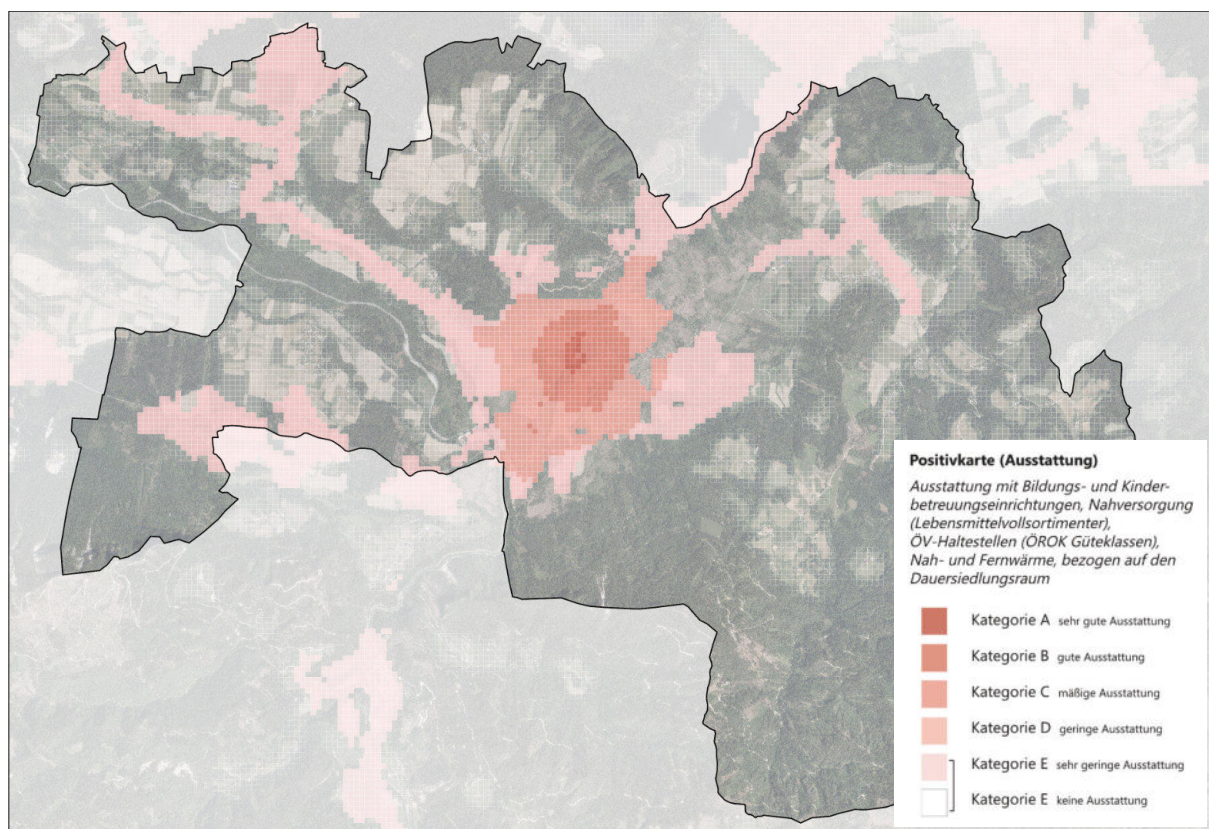 Positivkarte (Ausstattung)
Ausstattung mit Bildungs- und Kinder-
betreuungseinrichtungen, Nahversorgung
(Lebensmittelvollsortimenter),
ÖV-Haltestellen (ÖROK Güteklassen),
Nah- und Fernwärme, bezogen auf den
Dauersiedlungsraum
Kategorie A sehr gute Ausstattung
Kategorie B gute Ausstattung
Kategorie C mäßige Ausstattung
Kategorie D geringe Ausstattung
Kategorie E sehr geringe Ausstattung
Kategorie E keine Ausstattung